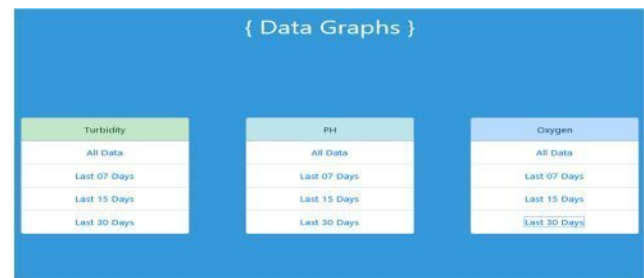 { Data Graphs }
Turbidity
All Data
Last 07 Days
Last 15 Days
Last 30 Days
PH
All Data
Last 07 Days
Last 15 Days
Last 30 Days
Oxygen
All Data
Last 07 Days
Last 15 Days
Last 30 Days